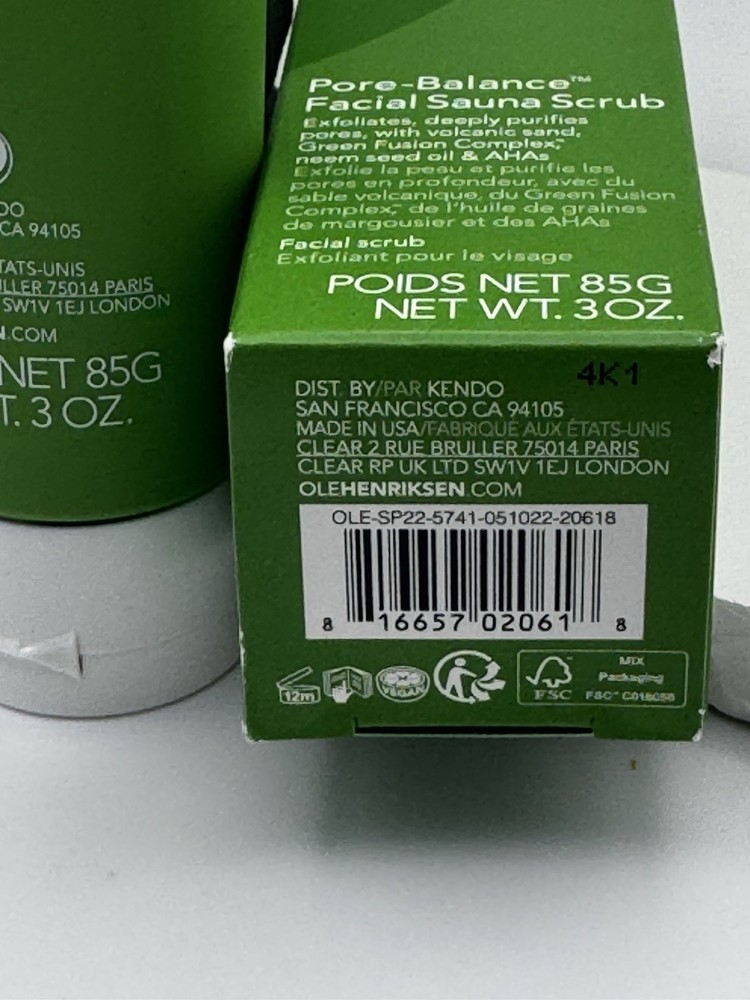 Pore-Balance™
Facial Sauna Scrub
Exfoliates, deeply purifies
pores, with volcanic sand,
Green Fusion Complex,™
neem seed oil & AHAs
Exfolie la peau et purifie les
pores en profondeur, avec du
sable volcanique, du Green Fusion
Complex,™ de l'huile de graines
de margousier et des AHAs
Facial scrub
Exfoliant pour le visage
POIDS NET 85G
NET WT. 3 OZ.
4K1
DIST. BY/PAR KENDO
SAN FRANCISCO CA 94105
MADE IN USA/FABRIQUÉ AUX ÉTATS-UNIS
CLEAR 2 RUE BRULLER 75014 PARIS
CLEAR RP UK LTD SW1V 1EJ LONDON
OLEHENRIKSEN.COM
OLE-SP22-5741-051022-20618
8 16657 02061 8
12m
VEGAN
FSC
MIX
Packaging
NDO
CA 94105
TATS-UNIS
ULLER 75014 PARIS
SW1V 1EJ LONDON
N.COM
NET 85G
T. 3 OZ.